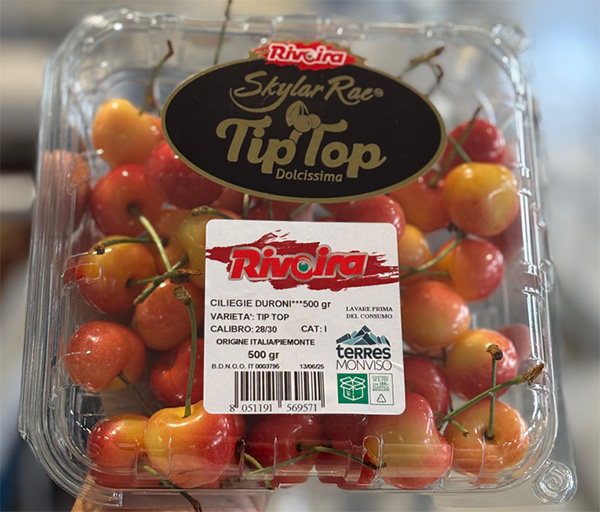 Rivoira
Skylar Rae®
Tip Top
Dolcissima
Rivoira
CILIEGIE DURONI***500 gr
VARIETA': TIP TOP
CALIBRO: 28/30 CAT: I
ORIGINE ITALIA/PIEMONTE
500 gr
B.D.N.O.O. IT 0003795 13/06/25
8 051191 569571
LAVARE PRIMA
DEL CONSUMO
terres
MONVISO